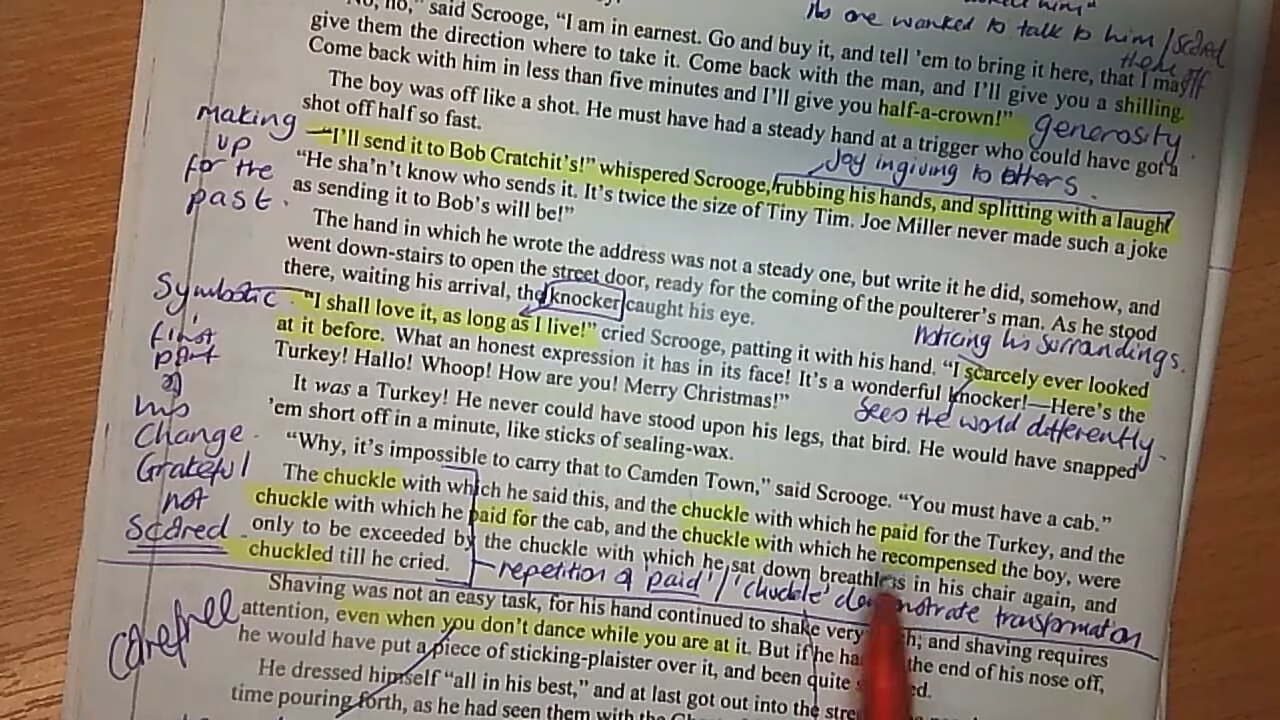 No one wanted to talk to him / scared
them off
"No, no," said Scrooge, "I am in earnest. Go and buy it, and tell 'em to bring it here, that I may
give them the direction where to take it. Come back with the man, and I'll give you a shilling.
Come back with him in less than five minutes and I'll give you half-a-crown!"
generosity
The boy was off like a shot. He must have had a steady hand at a trigger who could have got a
shot off half so fast.
Making
up
for the
past.
Joy in giving to others.
"I'll send it to Bob Cratchit's!" whispered Scrooge, rubbing his hands, and splitting with a laugh.
"He sha'n't know who sends it. It's twice the size of Tiny Tim. Joe Miller never made such a joke
as sending it to Bob's will be!"
The hand in which he wrote the address was not a steady one, but write it he did, somehow, and
went down-stairs to open the street door, ready for the coming of the poulterer's man. As he stood
there, waiting his arrival, the knocker caught his eye.
noticing his surrandings.
Symbolic
first
part
of
his
Change.
Grateful
not
Scared.
"I shall love it, as long as I live!" cried Scrooge, patting it with his hand. "I scarcely ever looked
at it before. What an honest expression it has in its face! It's a wonderful knocker!—Here's the
Turkey! Hallo! Whoop! How are you! Merry Christmas!"
Sees the world differently.
It was a Turkey! He never could have stood upon his legs, that bird. He would have snapped
'em short off in a minute, like sticks of sealing-wax.
"Why, it's impossible to carry that to Camden Town," said Scrooge. "You must have a cab."
The chuckle with which he said this, and the chuckle with which he paid for the Turkey, and the
chuckle with which he paid for the cab, and the chuckle with which he recompensed the boy, were
only to be exceeded by the chuckle with which he sat down breathless in his chair again, and
chuckled till he cried.
repetition of 'paid' / 'chuckle' demonstrate transformation
carefree
Shaving was not an easy task, for his hand continued to shake very; and shaving requires
attention, even when you don't dance while you are at it. But if he the end of his nose off,
he would have put a piece of sticking-plaister over it, and been quite
He dressed himself "all in his best," and at last got out into the
time pouring forth, as he had seen them with the